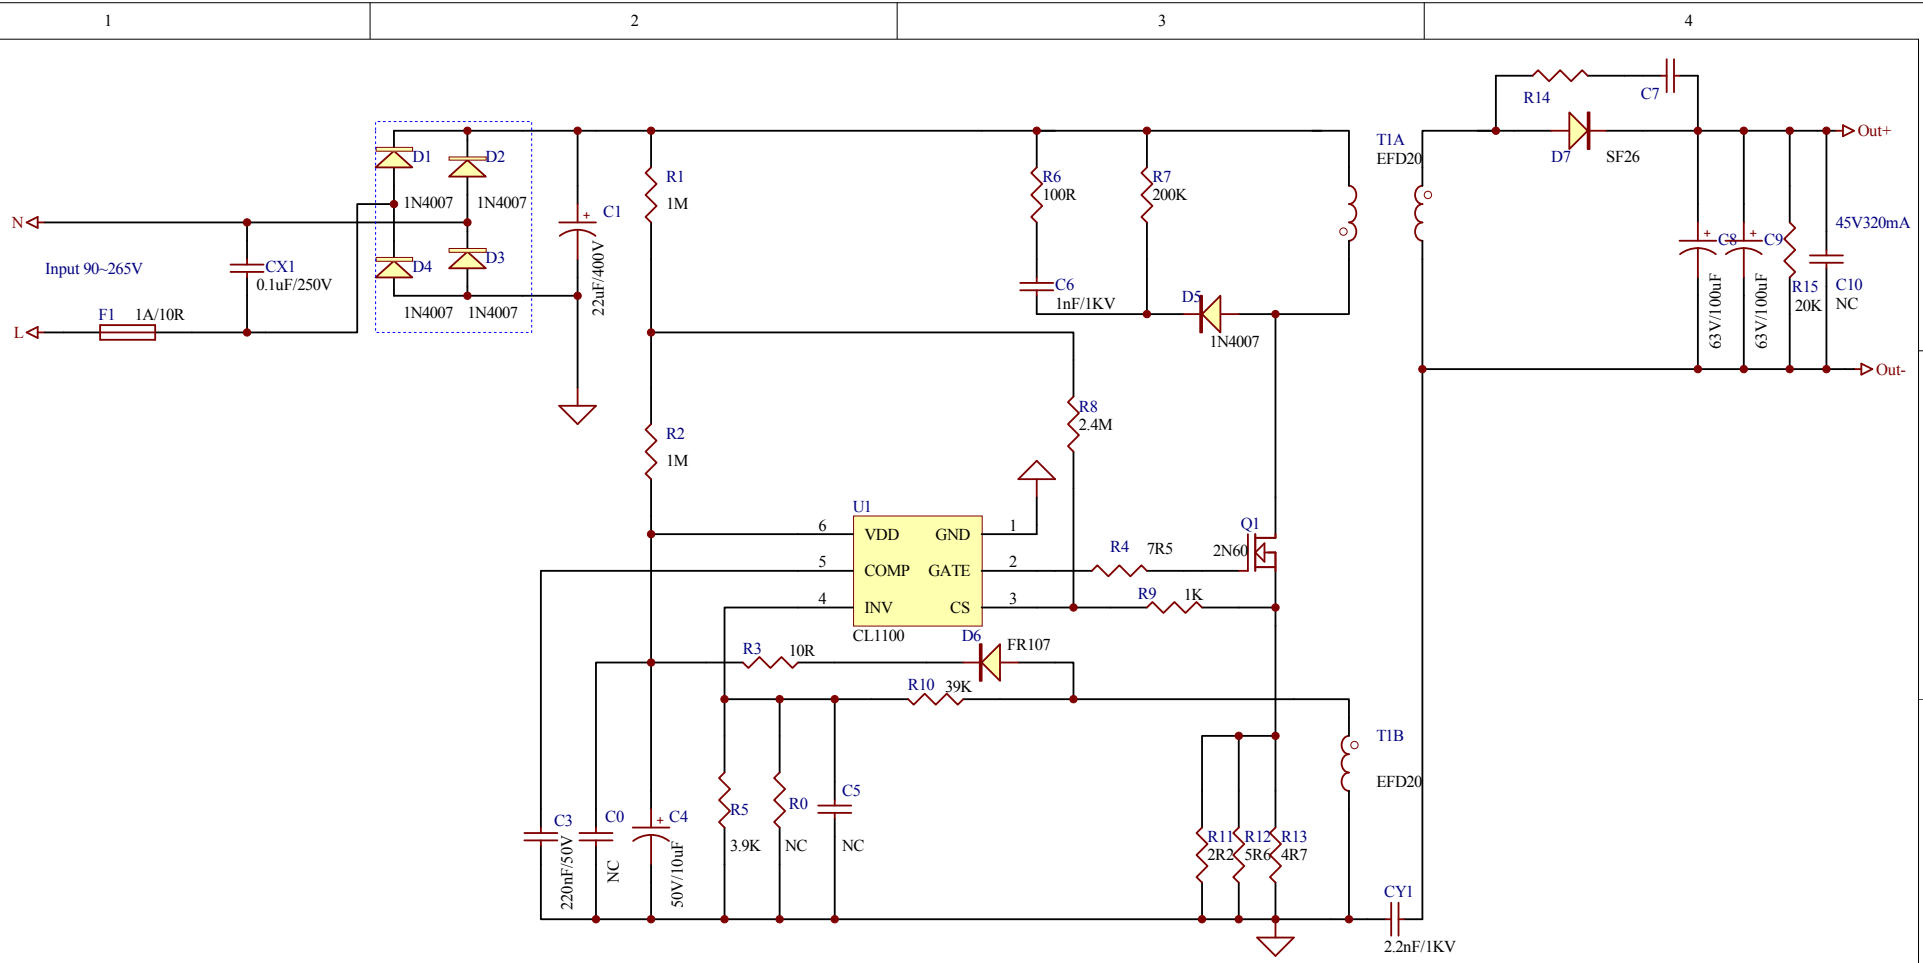 1
2
3
4
R14
C7
T1A
EFD20
Out+
D7
SF26
D1
D2
1N4007
1N4007
R1
1M
C1
22uF/400V
R6
100R
R7
200K
N
Input 90~265V
CX1
0.1uF/250V
D4
D3
1N4007
1N4007
F1
1A/10R
L
C6
1nF/1KV
D5
1N4007
C8
63V/100uF
C9
63V/100uF
45V320mA
R15
20K
C10
NC
Out-
R8
2.4M
R2
1M
U1
6
VDD
GND
1
5
COMP
GATE
2
4
INV
CS
3
CL1100
R4
7R5
Q1
2N60
R9
1K
D6
FR107
R3
10R
R10
39K
T1B
EFD20
C3
220nF/50V
C0
NC
C4
50V/10uF
R5
3.9K
R0
NC
C5
NC
R11
2R2
R12
5R6
R13
4R7
CY1
2.2nF/1KV